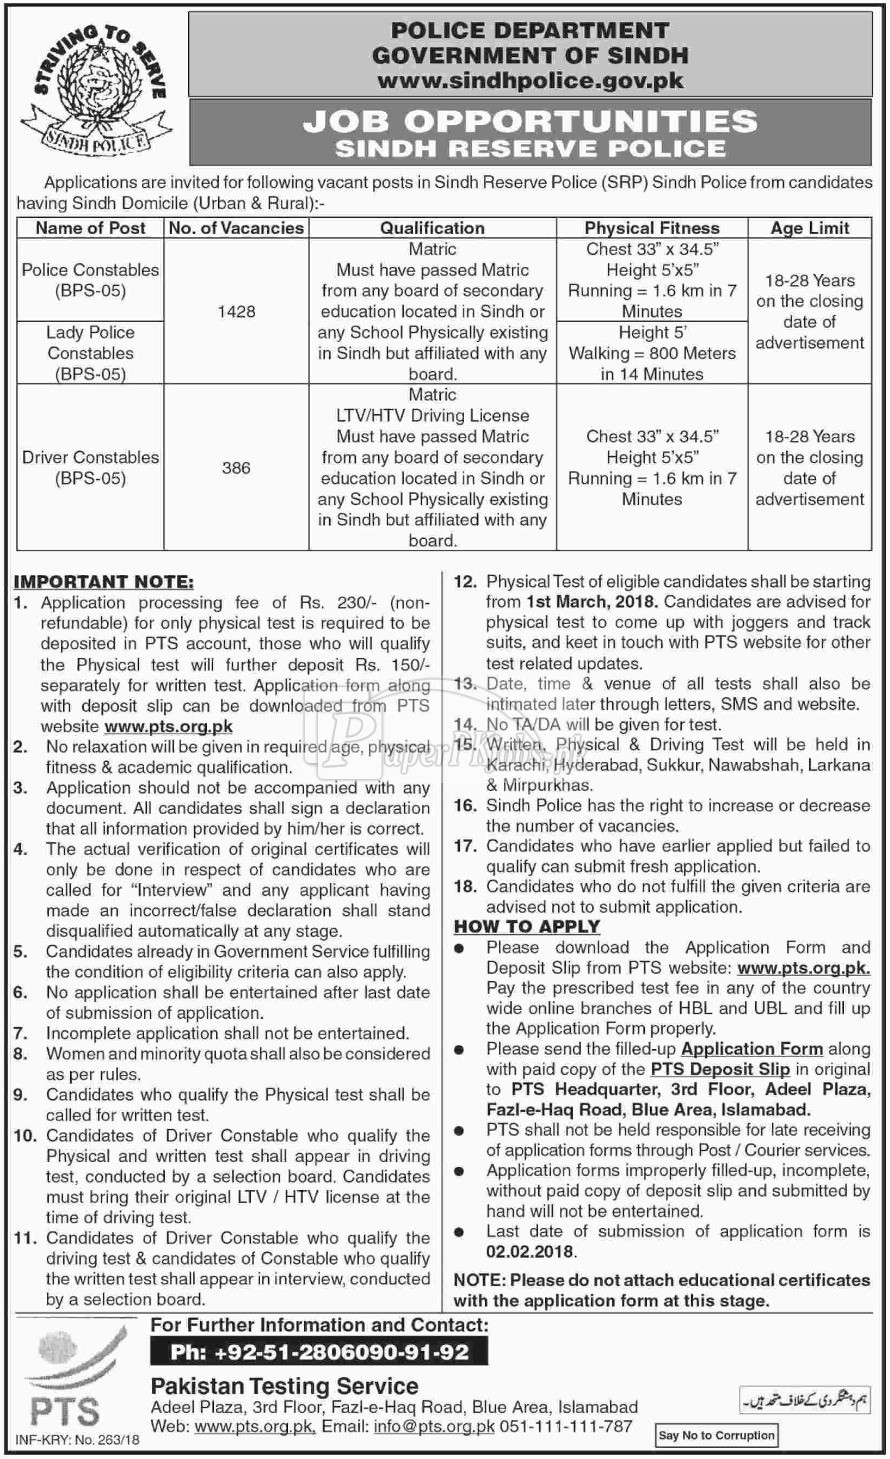 STRIVING TO SERVE
SINDH POLICE
POLICE DEPARTMENT
GOVERNMENT OF SINDH
www.sindhpolice.gov.pk
JOB OPPORTUNITIES
SINDH RESERVE POLICE
Applications are invited for following vacant posts in Sindh Reserve Police (SRP) Sindh Police from candidates
having Sindh Domicile (Urban & Rural):-
Name of Post No. of Vacancies Qualification Physical Fitness Age Limit
Police Constables
(BPS-05)
Lady Police
Constables
(BPS-05)
1428
Matric
Must have passed Matric
from any board of secondary
education located in Sindh or
any School Physically existing
in Sindh but affiliated with any
board.
Chest 33” x 34.5”
Height 5’x5”
Running = 1.6 km in 7
Minutes
Height 5’
Walking = 800 Meters
in 14 Minutes
18-28 Years
on the closing
date of
advertisement
Driver Constables
(BPS-05)
386
Matric
LTV/HTV Driving License
Must have passed Matric
from any board of secondary
education located in Sindh or
any School Physically existing
in Sindh but affiliated with any
board.
Chest 33” x 34.5”
Height 5’x5”
Running = 1.6 km in 7
Minutes
18-28 Years
on the closing
date of
advertisement
IMPORTANT NOTE:
1. Application processing fee of Rs. 230/- (non-
refundable) for only physical test is required to be
deposited in PTS account, those who will qualify
the Physical test will further deposit Rs. 150/-
separately for written test. Application form along
with deposit slip can be downloaded from PTS
website www.pts.org.pk
2. No relaxation will be given in required age, physical
fitness & academic qualification.
3. Application should not be accompanied with any
document. All candidates shall sign a declaration
that all information provided by him/her is correct.
4. The actual verification of original certificates will
only be done in respect of candidates who are
called for “Interview” and any applicant having
made an incorrect/false declaration shall stand
disqualified automatically at any stage.
5. Candidates already in Government Service fulfilling
the condition of eligibility criteria can also apply.
6. No application shall be entertained after last date
of submission of application.
7. Incomplete application shall not be entertained.
8. Women and minority quota shall also be considered
as per rules.
9. Candidates who qualify the Physical test shall be
called for written test.
10. Candidates of Driver Constable who qualify the
Physical and written test shall appear in driving
test, conducted by a selection board. Candidates
must bring their original LTV / HTV license at the
time of driving test.
11. Candidates of Driver Constable who qualify the
driving test & candidates of Constable who qualify
the written test shall appear in interview, conducted
by a selection board.
12. Physical Test of eligible candidates shall be starting
from 1st March, 2018. Candidates are advised for
physical test to come up with joggers and track
suits, and keet in touch with PTS website for other
test related updates.
13. Date, time & venue of all tests shall also be
intimated later through letters, SMS and website.
14. No TA/DA will be given for test.
15. Written, Physical & Driving Test will be held in
Karachi, Hyderabad, Sukkur, Nawabshah, Larkana
& Mirpurkhas.
16. Sindh Police has the right to increase or decrease
the number of vacancies.
17. Candidates who have earlier applied but failed to
qualify can submit fresh application.
18. Candidates who do not fulfill the given criteria are
advised not to submit application.
HOW TO APPLY
● Please download the Application Form and
Deposit Slip from PTS website: www.pts.org.pk.
Pay the prescribed test fee in any of the country
wide online branches of HBL and UBL and fill up
the Application Form properly.
● Please send the filled-up Application Form along
with paid copy of the PTS Deposit Slip in original
to PTS Headquarter, 3rd Floor, Adeel Plaza,
Fazl-e-Haq Road, Blue Area, Islamabad.
● PTS shall not be held responsible for late receiving
of application forms through Post / Courier services.
● Application forms improperly filled-up, incomplete,
without paid copy of deposit slip and submitted by
hand will not be entertained.
● Last date of submission of application form is
02.02.2018.
NOTE: Please do not attach educational certificates
with the application form at this stage.
PaperPKjobs.pk
PTS
INF-KRY: No. 263/18
For Further Information and Contact:
Ph: +92-51-2806090-91-92
Pakistan Testing Service
Adeel Plaza, 3rd Floor, Fazl-e-Haq Road, Blue Area, Islamabad
Web: www.pts.org.pk, Email: info@pts.org.pk 051-111-111-787
ہم دہشتگردی کے خلاف متحد ہیں۔
Say No to Corruption